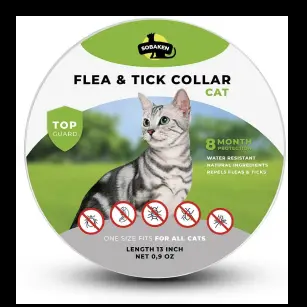 SOBAKEN
FLEA & TICK COLLAR
CAT
TOP
GUARD
8 MONTH
PROTECTION
WATER RESISTANT
NATURAL INGREDIENTS
REPELS FLEAS & TICKS
ONE SIZE FITS FOR ALL CATS
LENGTH 13 INCH
NET 0,9 OZ